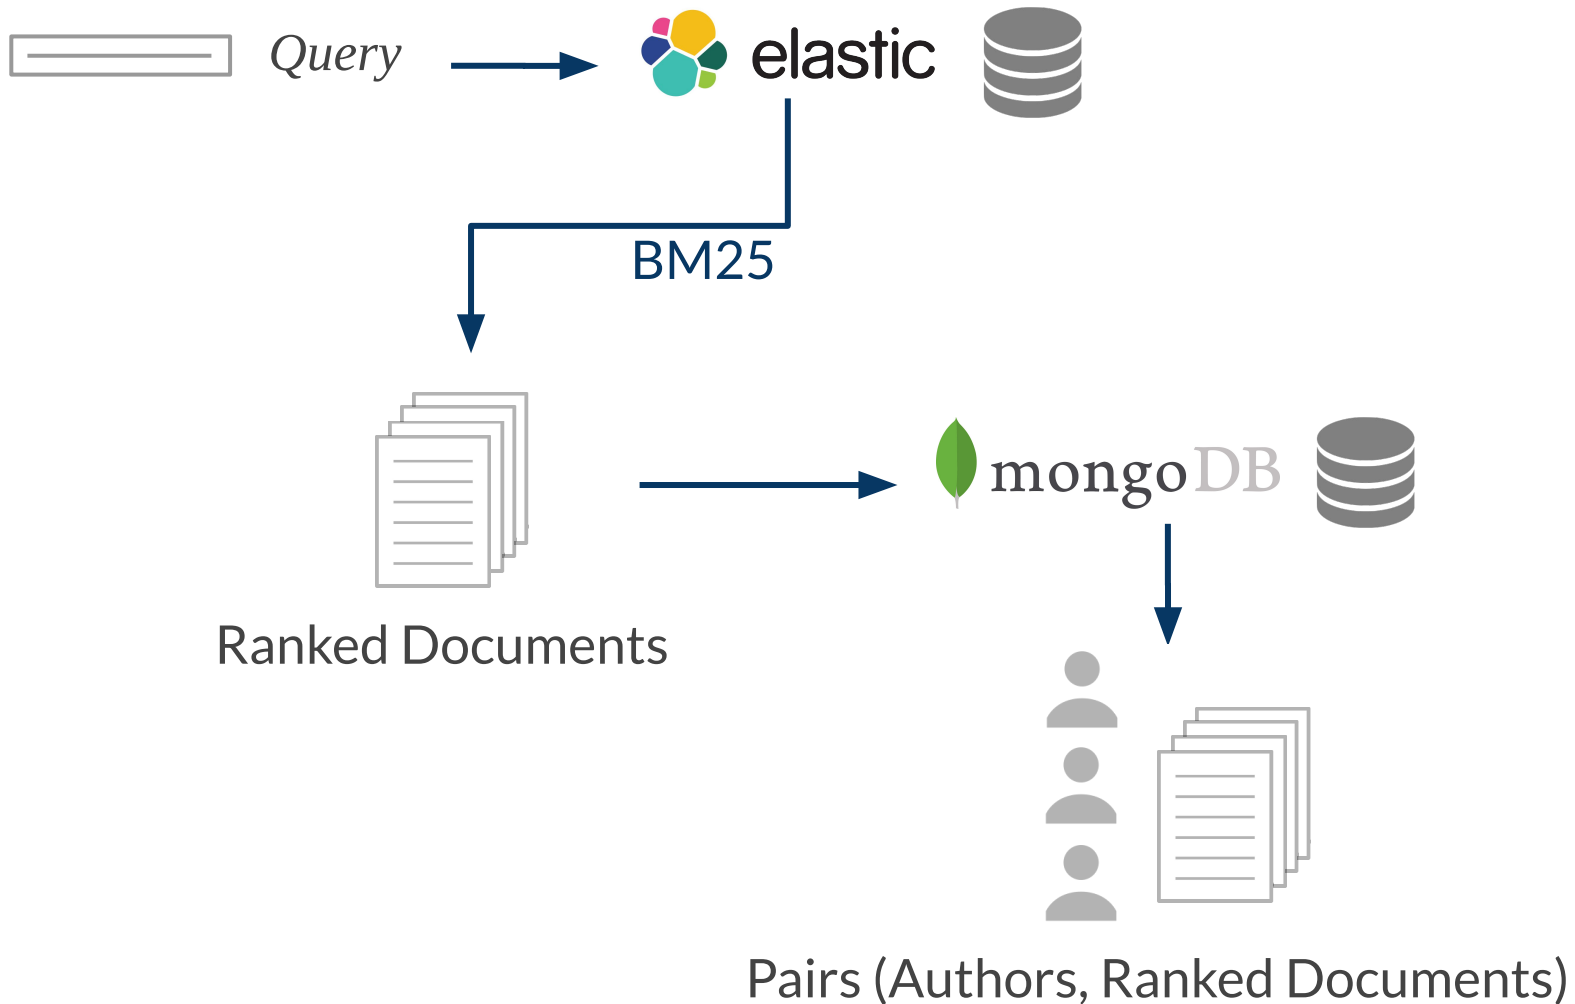 Query
elastic
BM25
mongoDB
Ranked Documents
Pairs (Authors, Ranked Documents)